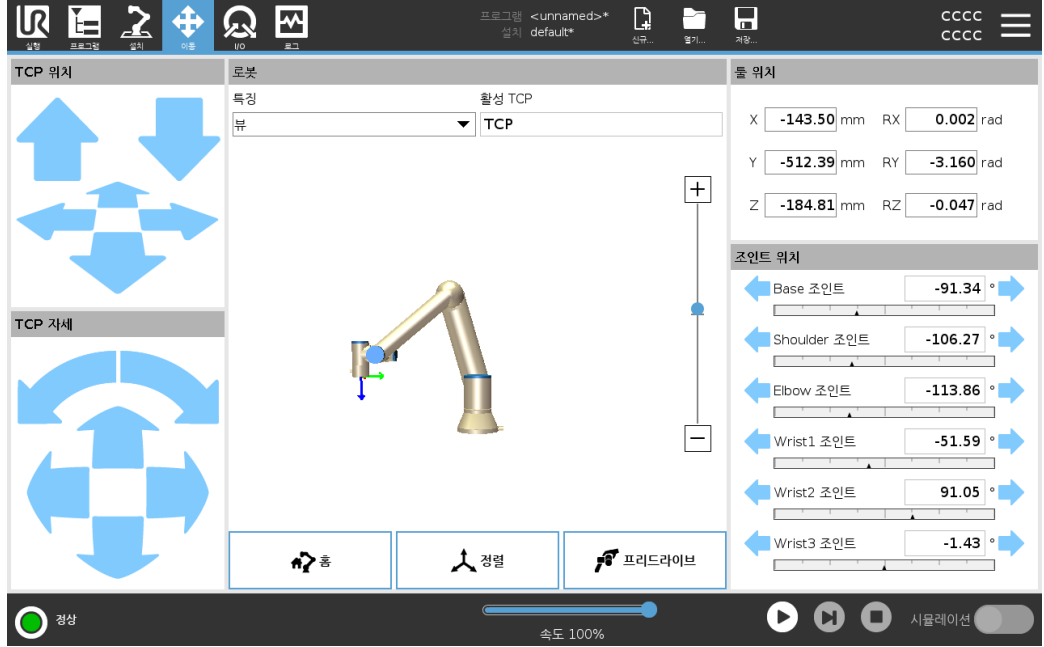 UR
실행
프로그램
설치
이동
I/O
로그
프로그램 <unnamed>*
설치 default*
신규...
열기...
저장...
CCCC
CCCC
TCP 위치
TCP 자세
로봇
특징
활성 TCP
뷰
TCP
+
−
홈
정렬
프리드라이브
툴 위치
X -143.50 mm RX 0.002 rad
Y -512.39 mm RY -3.160 rad
Z -184.81 mm RZ -0.047 rad
조인트 위치
Base 조인트 -91.34 °
Shoulder 조인트 -106.27 °
Elbow 조인트 -113.86 °
Wrist1 조인트 -51.59 °
Wrist2 조인트 91.05 °
Wrist3 조인트 -1.43 °
정상
속도 100%
시뮬레이션